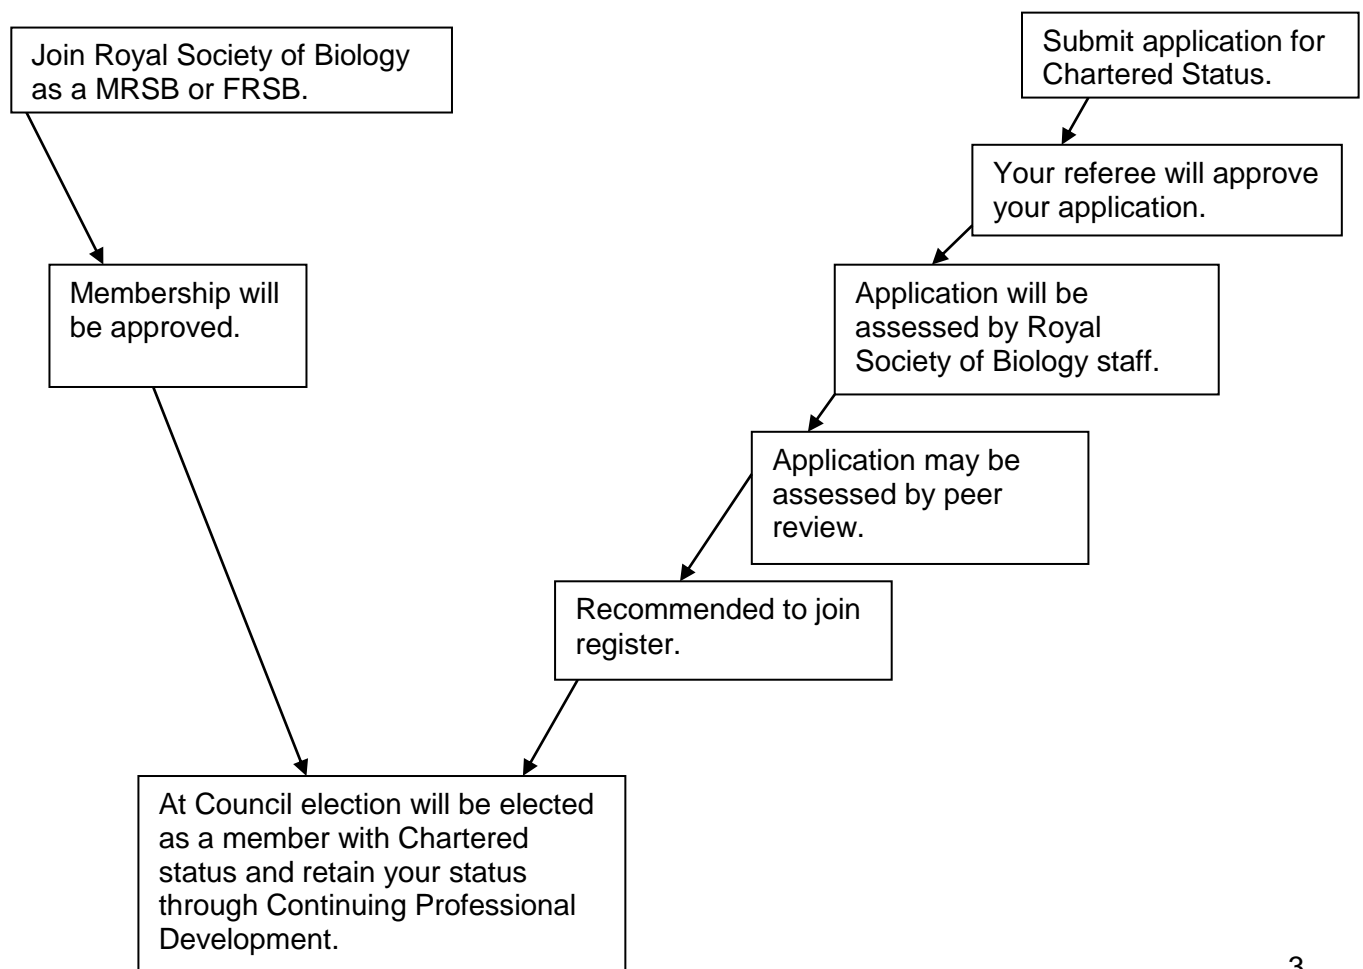 Join Royal Society of Biology
as a MRSB or FRSB.
Submit application for
Chartered Status.
Your referee will approve
your application.
Membership will
be approved.
Application will be
assessed by Royal
Society of Biology staff.
Application may be
assessed by peer
review.
Recommended to join
register.
At Council election will be elected
as a member with Chartered
status and retain your status
through Continuing Professional
Development.
3